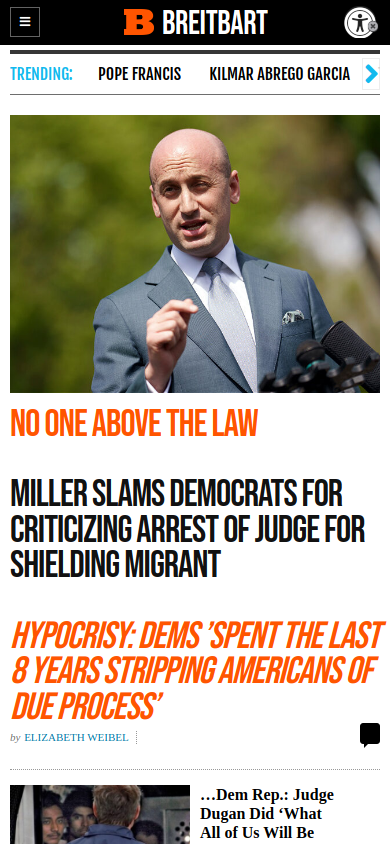 BREITBART
TRENDING: POPE FRANCIS KILMAR ABREGO GARCIA
NO ONE ABOVE THE LAW
MILLER SLAMS DEMOCRATS FOR
CRITICIZING ARREST OF JUDGE FOR
SHIELDING MIGRANT
HYPOCRISY: DEMS ’SPENT THE LAST
8 YEARS STRIPPING AMERICANS OF
DUE PROCESS’
by ELIZABETH WEIBEL
…Dem Rep.: Judge
Dugan Did ‘What
All of Us Will Be